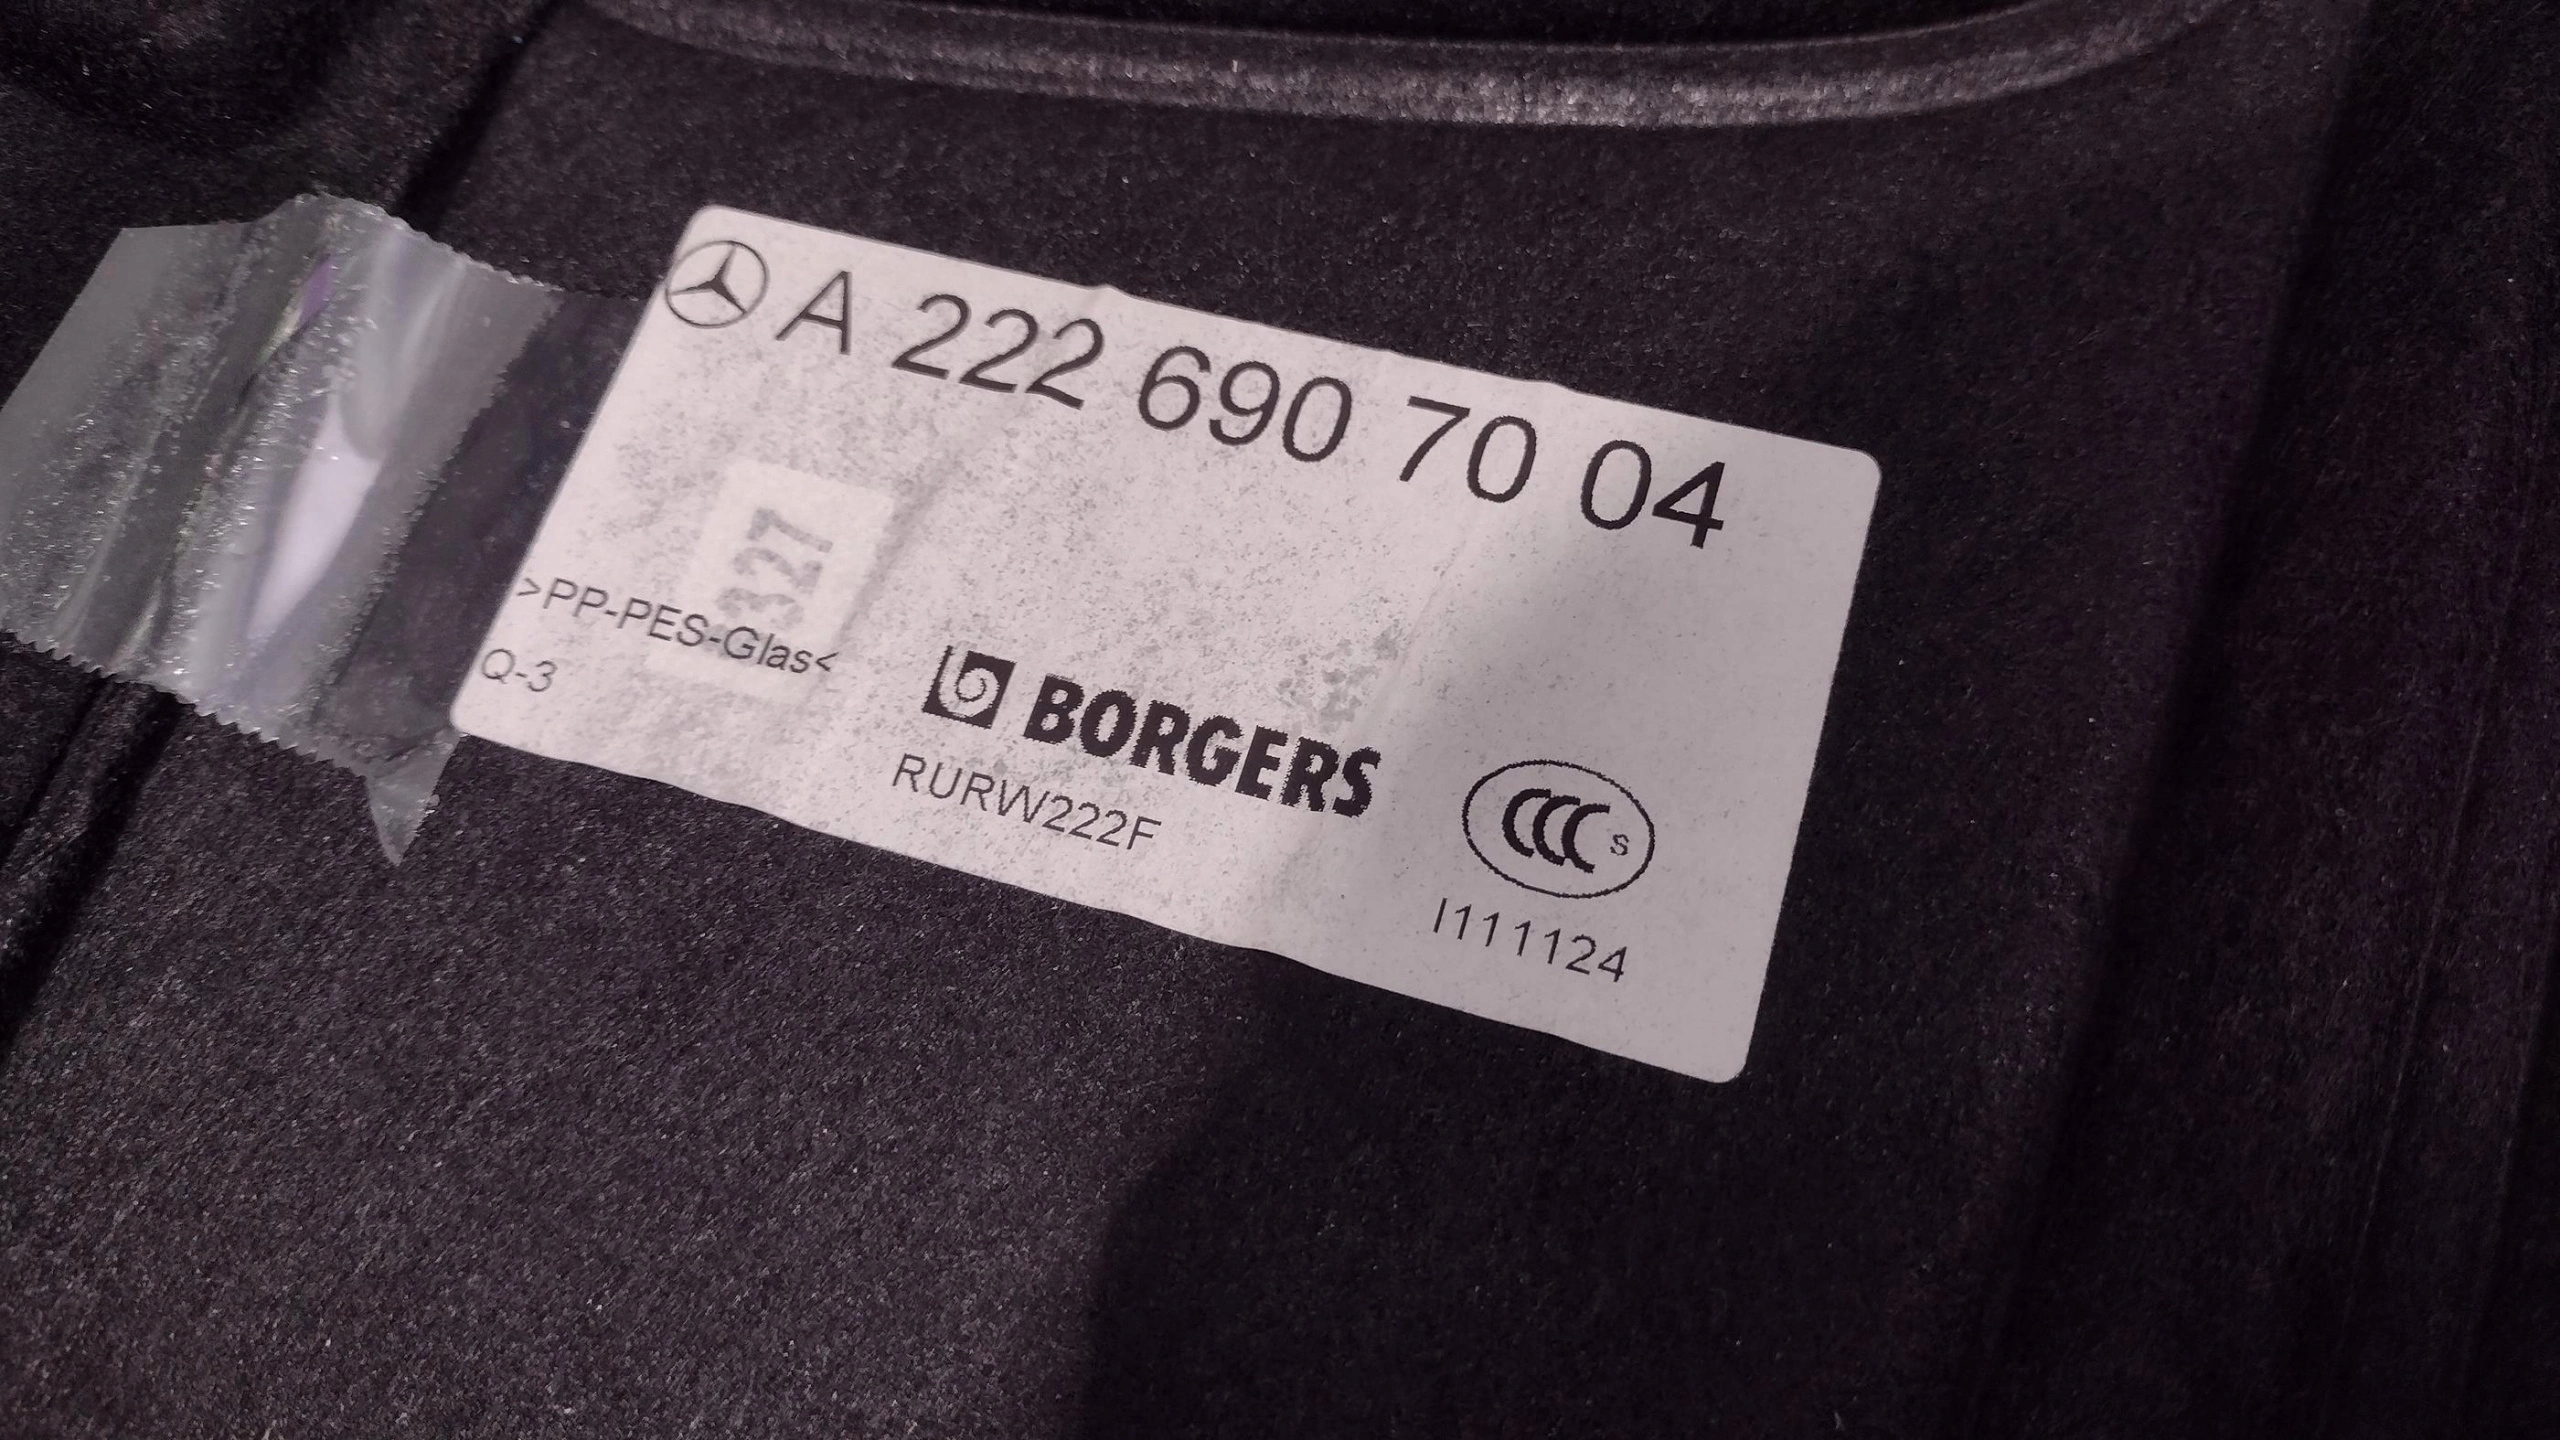 A 222 690 70 04
327
>PP-PES-Glas<
Q-3
BORGERS
RURW222F
CCC S
I111124